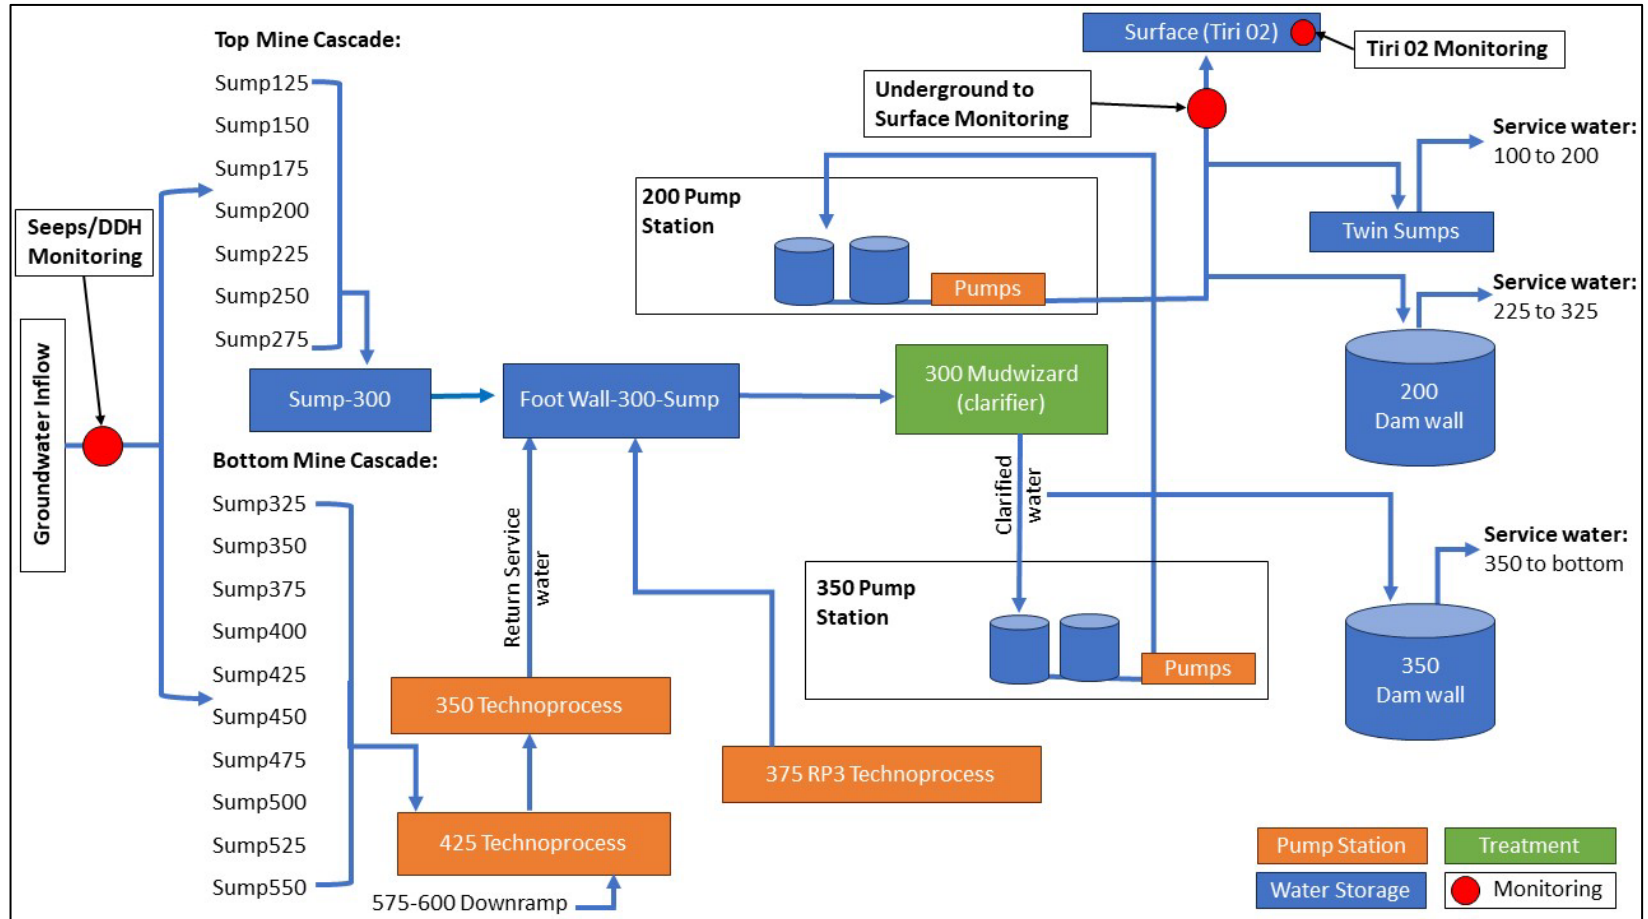 Top Mine Cascade:
Sump125
Sump150
Sump175
Sump200
Sump225
Sump250
Sump275
Seeps/DDH
Monitoring
Groundwater Inflow
Sump-300
Foot Wall-300-Sump
300 Mudwizard
(clarifier)
Bottom Mine Cascade:
Sump325
Sump350
Sump375
Sump400
Sump425
Sump450
Sump475
Sump500
Sump525
Sump550
Return Service
water
350 Technoprocess
425 Technoprocess
575-600 Downramp
375 RP3 Technoprocess
Clarified
water
350 Pump
Station
Pumps
200 Pump
Station
Pumps
Underground to
Surface Monitoring
Surface (Tiri 02)
Tiri 02 Monitoring
Service water:
100 to 200
Twin Sumps
Service water:
225 to 325
200
Dam wall
Service water:
350 to bottom
350
Dam wall
Pump Station
Treatment
Water Storage
Monitoring